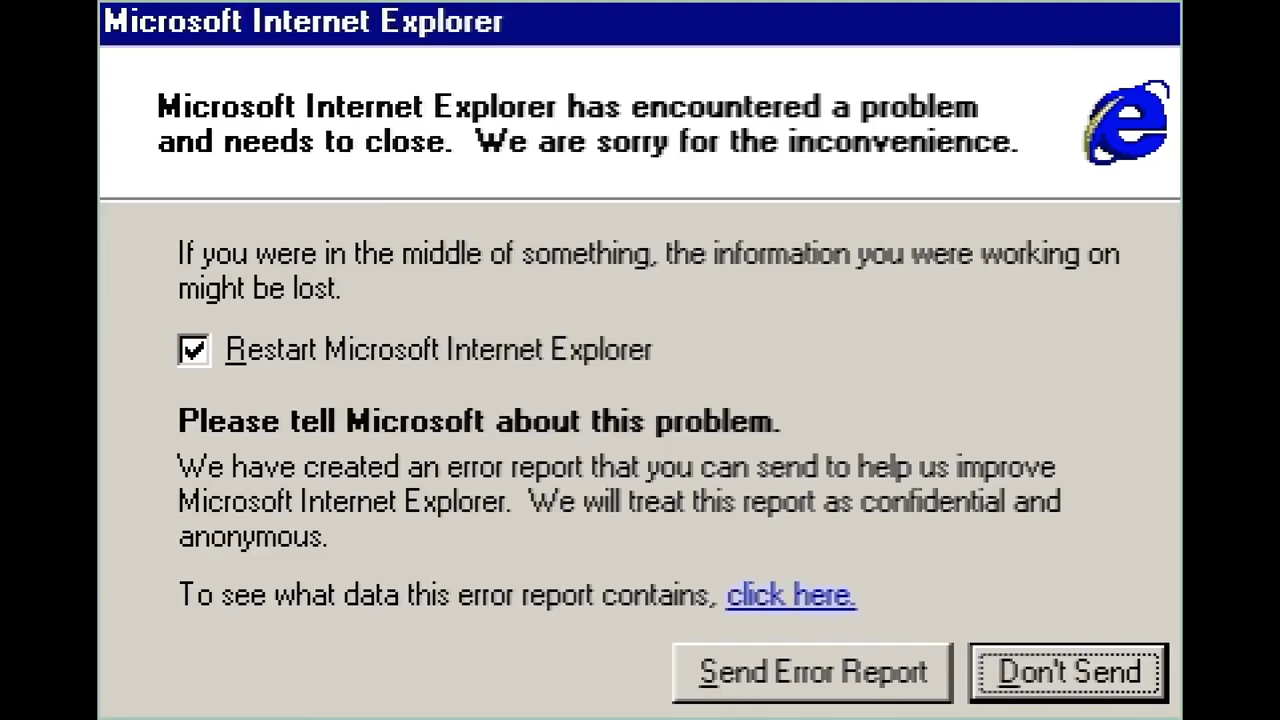 Microsoft Internet Explorer
Microsoft Internet Explorer has encountered a problem
and needs to close.  We are sorry for the inconvenience.
If you were in the middle of something, the information you were working on
might be lost.
Restart Microsoft Internet Explorer
Please tell Microsoft about this problem.
We have created an error report that you can send to help us improve
Microsoft Internet Explorer.  We will treat this report as confidential and
anonymous.
To see what data this error report contains, click here.
Send Error Report
Don't Send